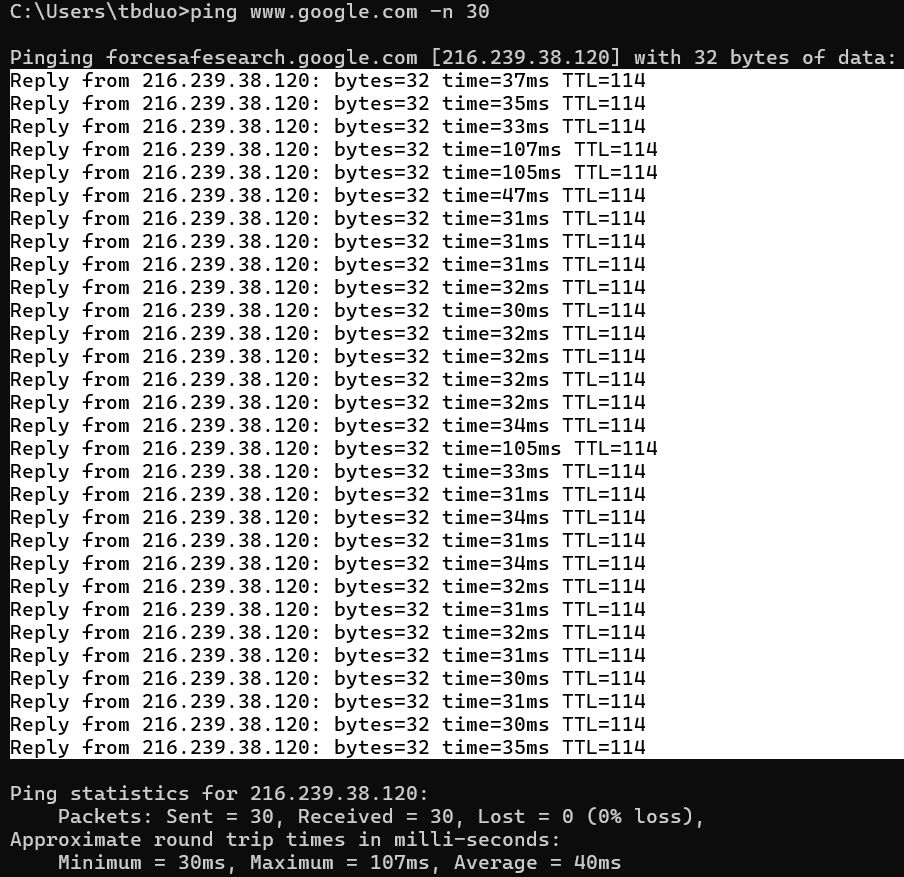 C:\Users\tbduo>ping www.google.com -n 30
Pinging forcesafesearch.google.com [216.239.38.120] with 32 bytes of data:
Reply from 216.239.38.120: bytes=32 time=37ms TTL=114
Reply from 216.239.38.120: bytes=32 time=35ms TTL=114
Reply from 216.239.38.120: bytes=32 time=33ms TTL=114
Reply from 216.239.38.120: bytes=32 time=107ms TTL=114
Reply from 216.239.38.120: bytes=32 time=105ms TTL=114
Reply from 216.239.38.120: bytes=32 time=47ms TTL=114
Reply from 216.239.38.120: bytes=32 time=31ms TTL=114
Reply from 216.239.38.120: bytes=32 time=31ms TTL=114
Reply from 216.239.38.120: bytes=32 time=31ms TTL=114
Reply from 216.239.38.120: bytes=32 time=32ms TTL=114
Reply from 216.239.38.120: bytes=32 time=30ms TTL=114
Reply from 216.239.38.120: bytes=32 time=32ms TTL=114
Reply from 216.239.38.120: bytes=32 time=32ms TTL=114
Reply from 216.239.38.120: bytes=32 time=32ms TTL=114
Reply from 216.239.38.120: bytes=32 time=32ms TTL=114
Reply from 216.239.38.120: bytes=32 time=34ms TTL=114
Reply from 216.239.38.120: bytes=32 time=105ms TTL=114
Reply from 216.239.38.120: bytes=32 time=33ms TTL=114
Reply from 216.239.38.120: bytes=32 time=31ms TTL=114
Reply from 216.239.38.120: bytes=32 time=34ms TTL=114
Reply from 216.239.38.120: bytes=32 time=31ms TTL=114
Reply from 216.239.38.120: bytes=32 time=34ms TTL=114
Reply from 216.239.38.120: bytes=32 time=32ms TTL=114
Reply from 216.239.38.120: bytes=32 time=31ms TTL=114
Reply from 216.239.38.120: bytes=32 time=32ms TTL=114
Reply from 216.239.38.120: bytes=32 time=31ms TTL=114
Reply from 216.239.38.120: bytes=32 time=30ms TTL=114
Reply from 216.239.38.120: bytes=32 time=31ms TTL=114
Reply from 216.239.38.120: bytes=32 time=30ms TTL=114
Reply from 216.239.38.120: bytes=32 time=35ms TTL=114
Ping statistics for 216.239.38.120:
Packets: Sent = 30, Received = 30, Lost = 0 (0% loss),
Approximate round trip times in milli-seconds:
Minimum = 30ms, Maximum = 107ms, Average = 40ms